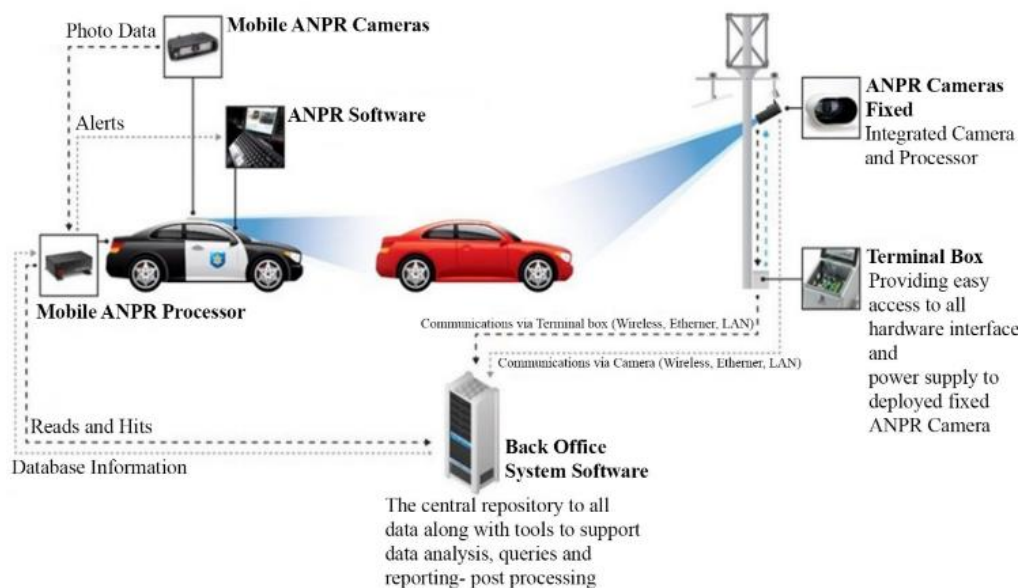 Photo Data
Mobile ANPR Cameras
Alerts
ANPR Software
ANPR Cameras
Fixed
Integrated Camera
and Processor
Mobile ANPR Processor
Terminal Box
Providing easy
access to all
hardware interface
and
power supply to
deployed fixed
ANPR Camera
Communications via Terminal box (Wireless, Etherner, LAN)
Communications via Camera (Wireless, Etherner, LAN)
Reads and Hits
Database Information
Back Office
System Software
The central repository to all
data along with tools to support
data analysis, queries and
reporting- post processing